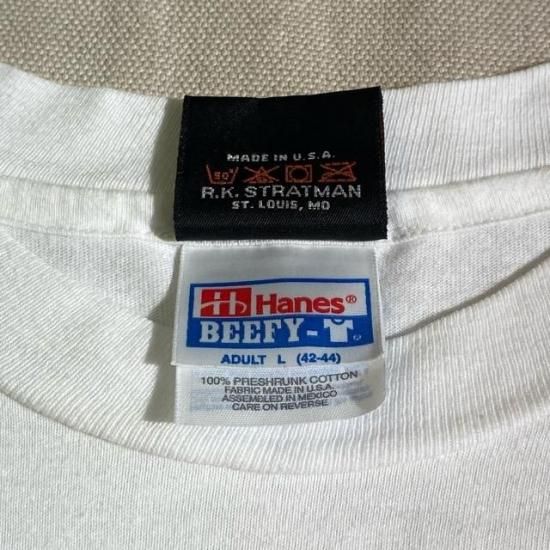 MADE IN U.S.A.
50°
R.K. STRATMAN
ST. LOUIS, MO
Hanes®
BEEFY-T®
ADULT L (42-44)
100% PRESHRUNK COTTON
FABRIC MADE IN U.S.A.
ASSEMBLED IN MEXICO
CARE ON REVERSE